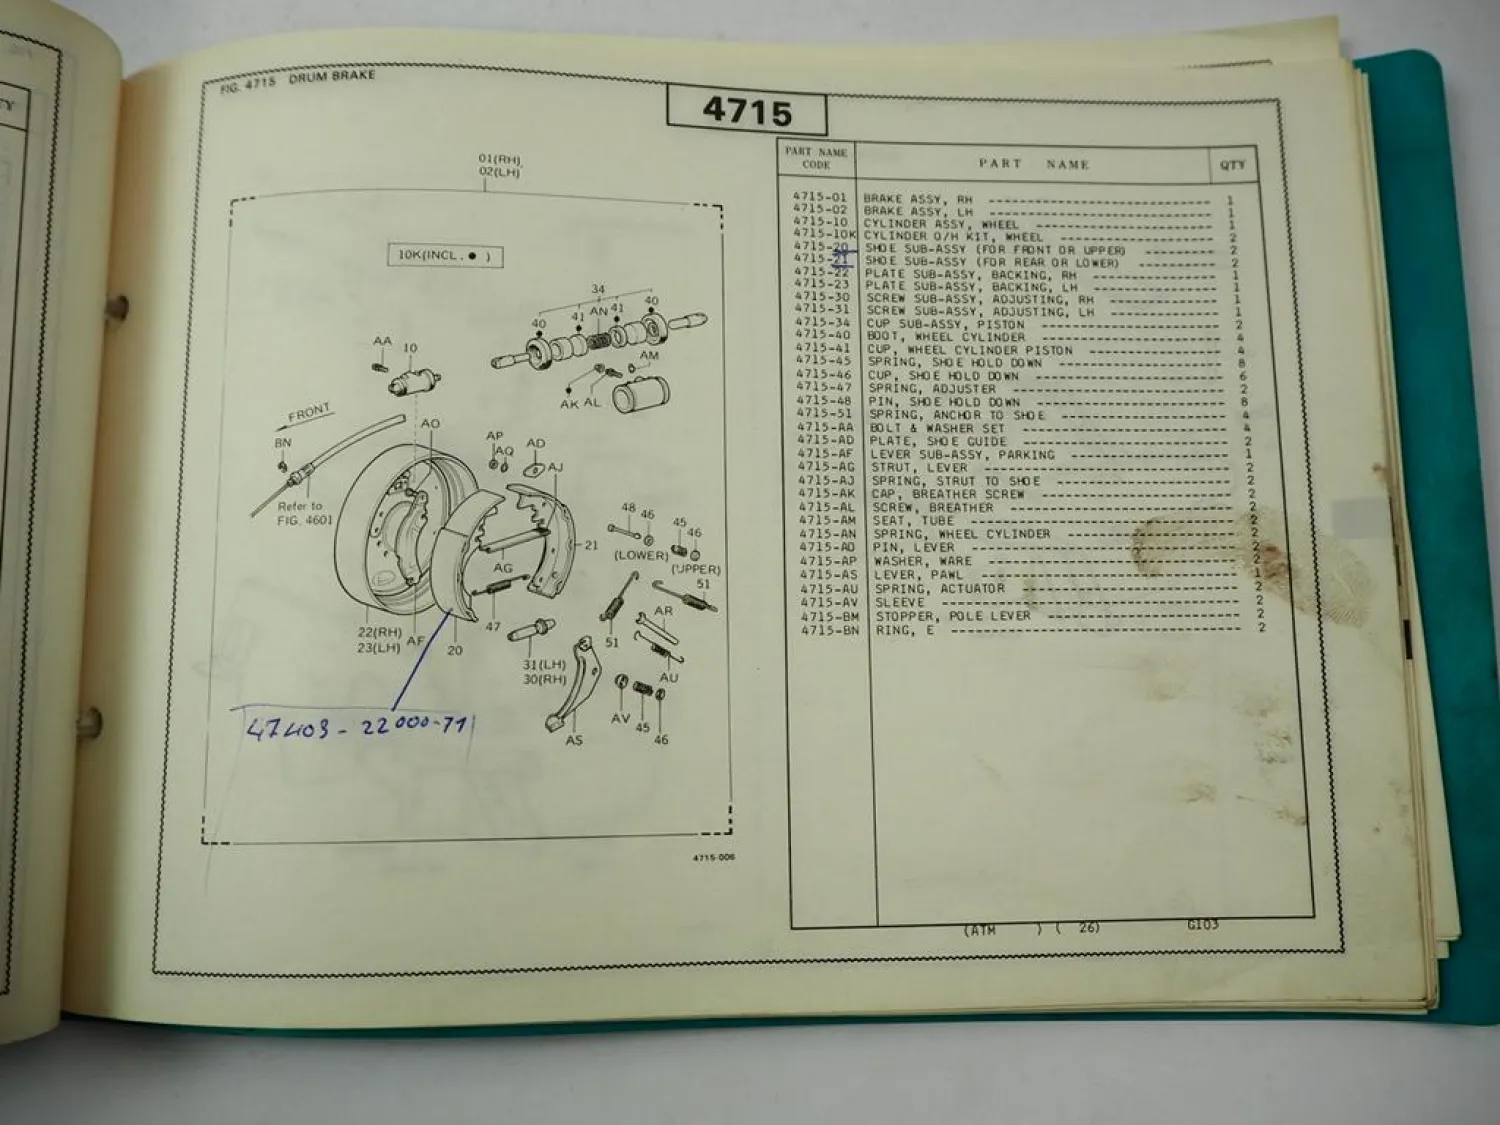 FIG. 4715 DRUM BRAKE
4715
01(RH)
02(LH)
10K(INCL. ● )
34
40
41
AN
41
40
AA
10
AM
AK
AL
FRONT
BN
AO
AP
AQ
AD
AJ
Refer to
FIG. 4601
48
46
45
46
(LOWER)
(UPPER)
21
AG
51
47
AR
22(RH)
23(LH)
AF
20
51
31(LH)
30(RH)
AU
AV
45
46
AS
47403-22000-71
4715-006
PART NAME CODE PART NAME QTY
4715-01 BRAKE ASSY, RH 1
4715-02 BRAKE ASSY, LH 1
4715-10 CYLINDER ASSY, WHEEL 1
4715-10K CYLINDER O/H KIT, WHEEL 2
4715-20 SHOE SUB-ASSY (FOR FRONT OR UPPER) 2
4715-21 SHOE SUB-ASSY (FOR REAR OR LOWER) 2
4715-22 PLATE SUB-ASSY, BACKING, RH 1
4715-23 PLATE SUB-ASSY, BACKING, LH 1
4715-30 SCREW SUB-ASSY, ADJUSTING, RH 1
4715-31 SCREW SUB-ASSY, ADJUSTING, LH 1
4715-34 CUP SUB-ASSY, PISTON 2
4715-40 BOOT, WHEEL CYLINDER 4
4715-41 CUP, WHEEL CYLINDER PISTON 4
4715-45 SPRING, SHOE HOLD DOWN 8
4715-46 CUP, SHOE HOLD DOWN 6
4715-47 SPRING, ADJUSTER 2
4715-48 PIN, SHOE HOLD DOWN 8
4715-51 SPRING, ANCHOR TO SHOE 4
4715-AA BOLT & WASHER SET 4
4715-AD PLATE, SHOE GUIDE 2
4715-AF LEVER SUB-ASSY, PARKING 1
4715-AG STRUT, LEVER 2
4715-AJ SPRING, STRUT TO SHOE 2
4715-AK CAP, BREATHER SCREW 2
4715-AL SCREW, BREATHER 2
4715-AM SEAT, TUBE 2
4715-AN SPRING, WHEEL CYLINDER 2
4715-AO PIN, LEVER 2
4715-AP WASHER, WARE 2
4715-AS LEVER, PAWL 1
4715-AU SPRING, ACTUATOR 2
4715-AV SLEEVE 2
4715-BM STOPPER, POLE LEVER 2
4715-BN RING, E 2
(ATM ) ( 26) G103